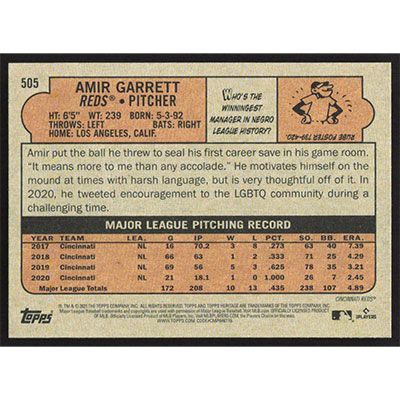 505
AMIR GARRETT
REDS® • PITCHER
HT: 6'5" WT: 239 BORN: 5-3-92
THROWS: LEFT BATS: RIGHT
HOME: LOS ANGELES, CALIF.
WHO'S THE
WINNINGEST
MANAGER IN NEGRO
LEAGUE HISTORY?
RUBE FOSTER
Amir put the ball he threw to seal his first career save in his game room.
"It means more to me than any accolade." He motivates himself on the
mound at times with harsh language, but is very thoughtful off of it. In
2020, he tweeted encouragement to the LGBTQ community during a
challenging time.
MAJOR LEAGUE PITCHING RECORD
YEAR TEAM LEA. G IP W L PCT. SO. BB. ERA
2017 Cincinnati NL 16 70.2 3 8 .273 63 40 7.39
2018 Cincinnati NL 66 63 1 2 .333 71 25 4.29
2019 Cincinnati NL 69 56 5 3 .625 78 35 3.21
2020 Cincinnati NL 21 18.1 1 0 1.000 26 7 2.45
Major League Totals 172 208 10 13 4.89
CINCINNATI REDS®
Topps
PLAYERS